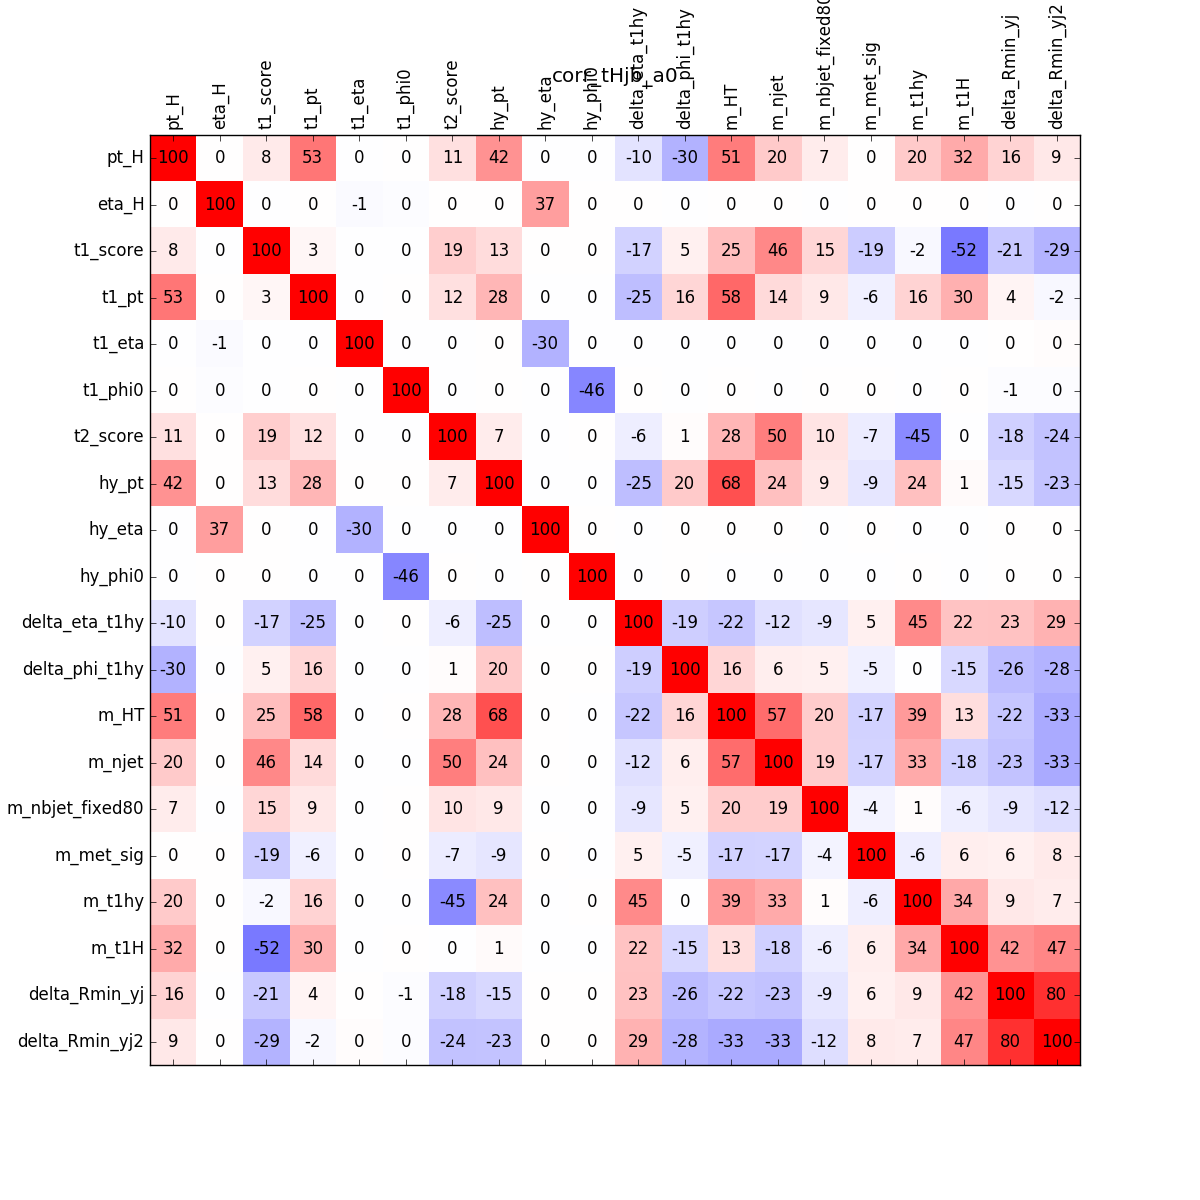 corr_tHjb_a0
pt_H eta_H t1_score t1_pt t1_eta t1_phi0 t2_score hy_pt hy_eta hy_phi0 delta_eta_t1hy delta_phi_t1hy m_HT m_njet m_nbjet_fixed80 m_met_sig m_t1hy m_t1H delta_Rmin_yj delta_Rmin_yj2
pt_H 100 0 8 53 0 0 11 42 0 0 -10 -30 51 20 7 0 20 32 16 9
eta_H 0 100 0 0 -1 0 0 0 37 0 0 0 0 0 0 0 0 0 0 0
t1_score 8 0 100 3 0 0 19 13 0 0 -17 5 25 46 15 -19 -2 -52 -21 -29
t1_pt 53 0 3 100 0 0 12 28 0 0 -25 16 58 14 9 -6 16 30 4 -2
t1_eta 0 -1 0 0 100 0 0 0 -30 0 0 0 0 0 0 0 0 0 0 0
t1_phi0 0 0 0 0 0 100 0 0 0 -46 0 0 0 0 0 0 0 0 -1 0
t2_score 11 0 19 12 0 0 100 7 0 0 -6 1 28 50 10 -7 -45 0 -18 -24
hy_pt 42 0 13 28 0 0 7 100 0 0 -25 20 68 24 9 -9 24 1 -15 -23
hy_eta 0 37 0 0 -30 0 0 0 100 0 0 0 0 0 0 0 0 0 0 0
hy_phi0 0 0 0 0 0 -46 0 0 0 100 0 0 0 0 0 0 0 0 0 0
delta_eta_t1hy -10 0 -17 -25 0 0 -6 -25 0 0 100 -19 -22 -12 -9 5 45 22 23 29
delta_phi_t1hy -30 0 5 16 0 0 1 20 0 0 -19 100 16 6 5 -5 0 -15 -26 -28
m_HT 51 0 25 58 0 0 28 68 0 0 -22 16 100 57 20 -17 39 13 -22 -33
m_njet 20 0 46 14 0 0 50 24 0 0 -12 6 57 100 19 -17 33 -18 -23 -33
m_nbjet_fixed80 7 0 15 9 0 0 10 9 0 0 -9 5 20 19 100 -4 1 -6 -9 -12
m_met_sig 0 0 -19 -6 0 0 -7 -9 0 0 5 -5 -17 -17 -4 100 -6 6 6 8
m_t1hy 20 0 -2 16 0 0 -45 24 0 0 45 0 39 33 1 -6 100 34 9 7
m_t1H 32 0 -52 30 0 0 0 1 0 0 22 -15 13 -18 -6 6 34 100 42 47
delta_Rmin_yj 16 0 -21 4 0 -1 -18 -15 0 0 23 -26 -22 -23 -9 6 9 42 100 80
delta_Rmin_yj2 9 0 -29 -2 0 0 -24 -23 0 0 29 -28 -33 -33 -12 8 7 47 80 100